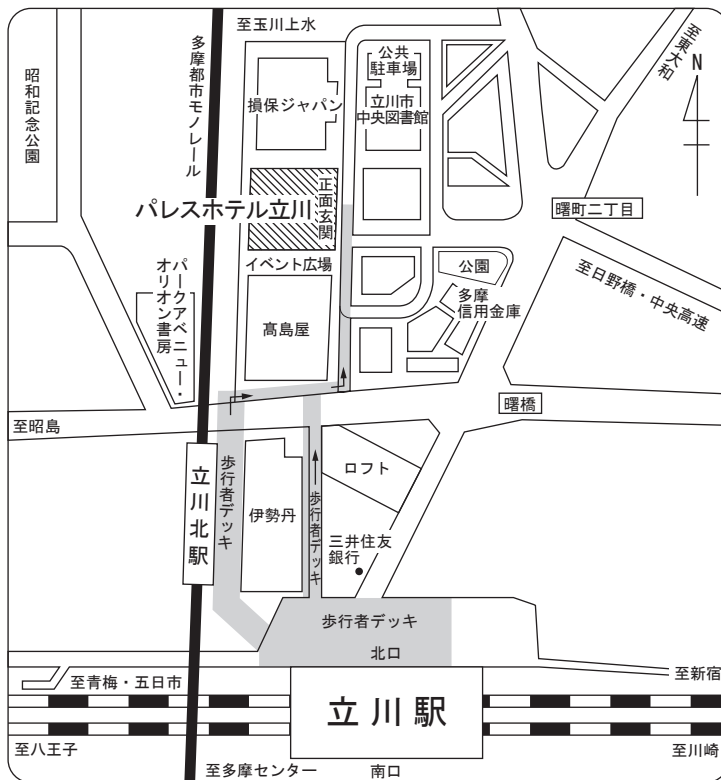 至玉川上水
多摩都市モノレール
昭和記念公園
公共
駐車場
至東大和
N
損保ジャパン
立川市
中央図書館
正面玄関
パレスホテル立川
曙町二丁目
イベント広場
公園
至日野橋・中央高速
パークアベニュー・
オリオン書房
多摩
信用金庫
髙島屋
曙橋
至昭島
立川北駅
歩行者デッキ
伊勢丹
歩行者デッキ
ロフト
三井住友
銀行
歩行者デッキ
北口
至新宿
至青梅・五日市
立川駅
至八王子
至川崎
至多摩センター
南口